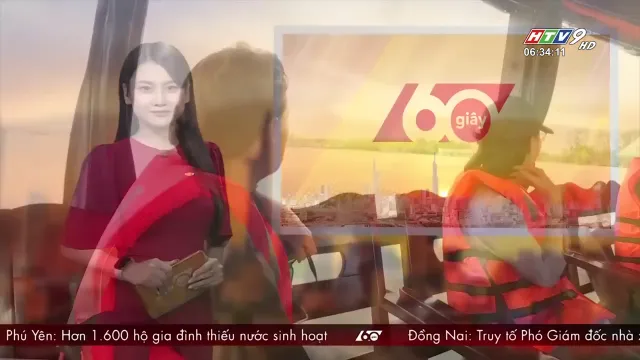 HTV9 HD
06:34:11
60 giây
Phú Yên: Hơn 1.600 hộ gia đình thiếu nước sinh hoạt 60 Đồng Nai: Truy tố Phó Giám đốc nhà